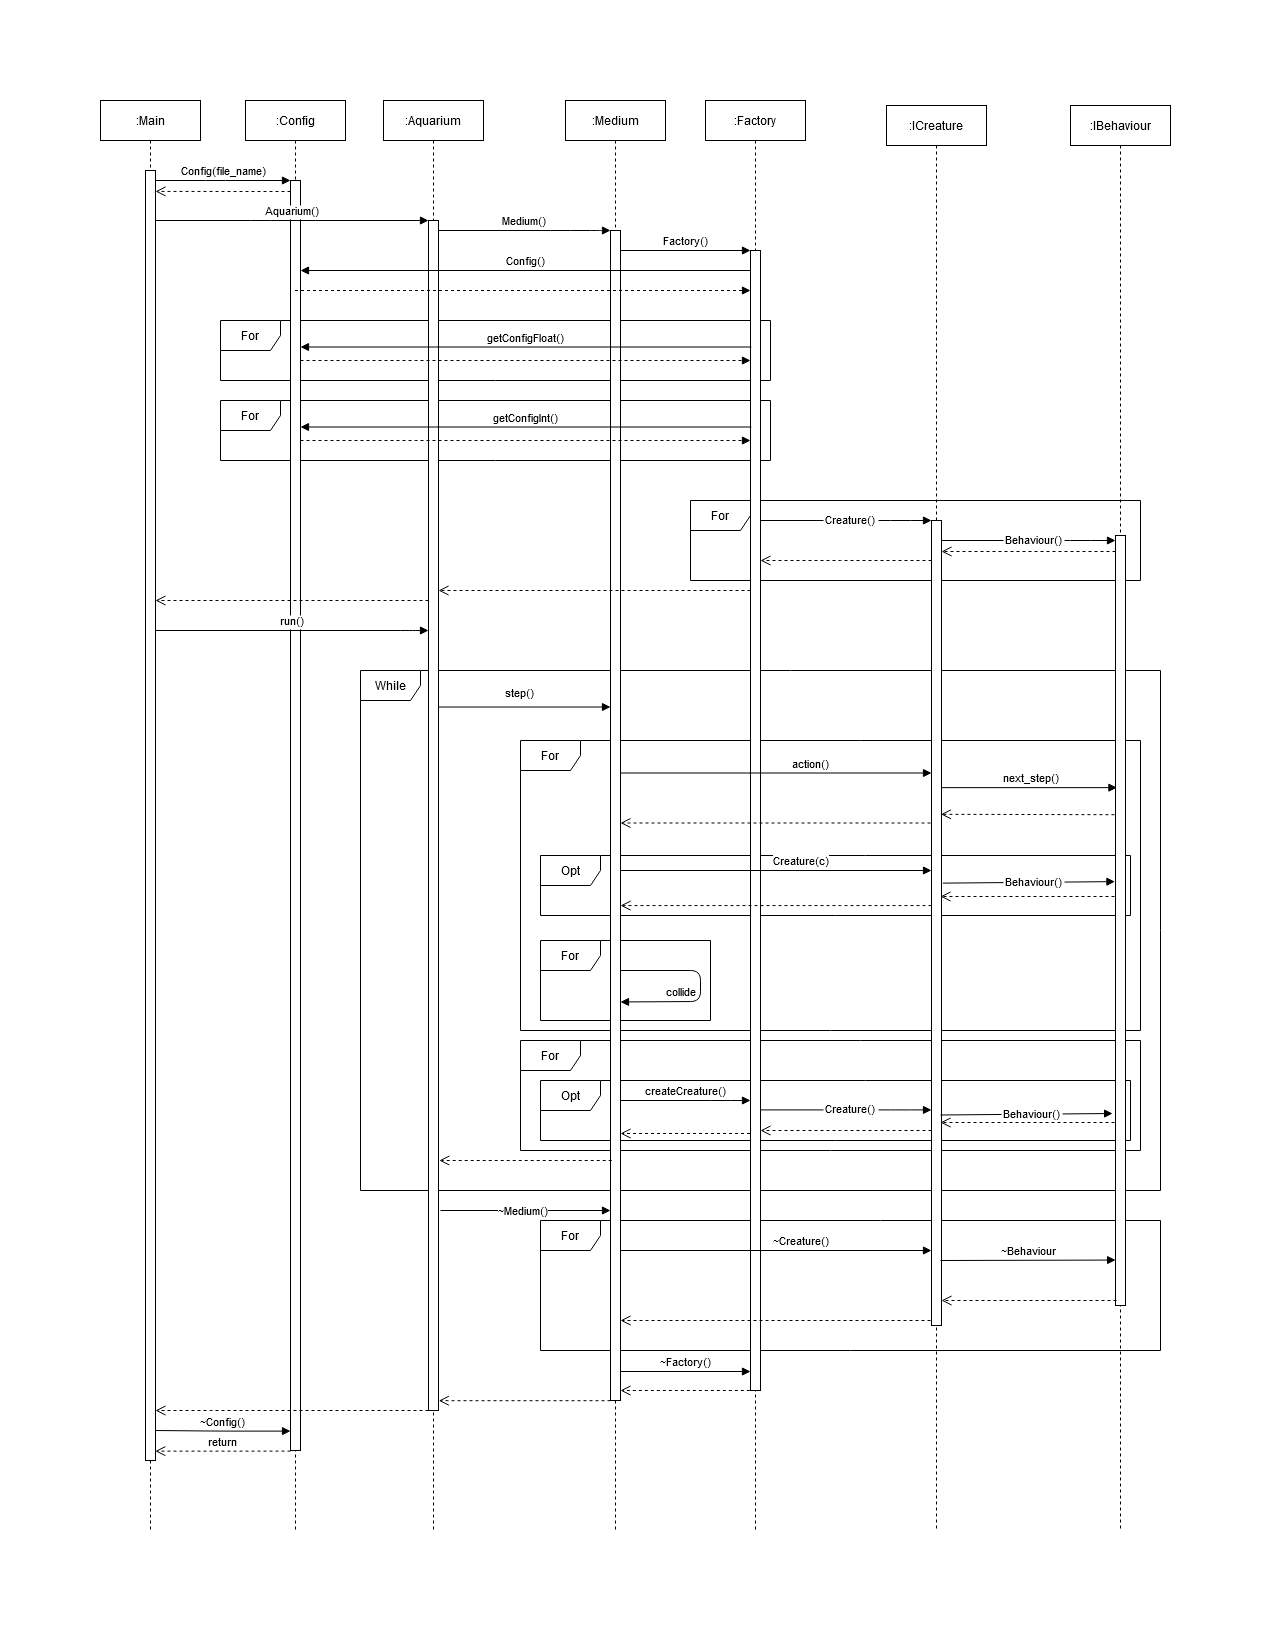 :Main
:Config
:Aquarium
:Medium
:Factory
:ICreature
:IBehaviour
Config(file_name)
Aquarium()
Medium()
Factory()
Config()
For
getConfigFloat()
For
getConfigInt()
For
Creature()
Behaviour()
run()
While
step()
For
action()
next_step()
Opt
Creature(c)
Behaviour()
For
collide
For
Opt
createCreature()
Creature()
Behaviour()
~Medium()
For
~Creature()
~Behaviour
~Factory()
~Config()
return